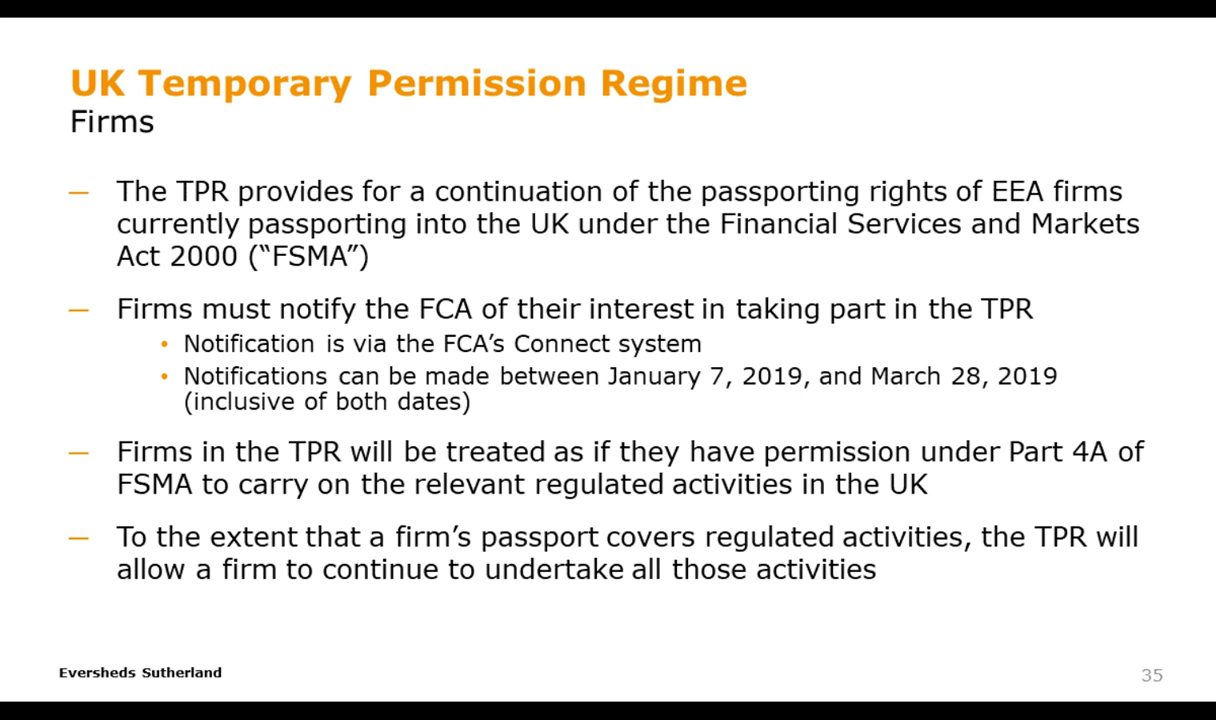 UK Temporary Permission Regime
Firms
— The TPR provides for a continuation of the passporting rights of EEA firms
currently passporting into the UK under the Financial Services and Markets
Act 2000 (“FSMA”)
— Firms must notify the FCA of their interest in taking part in the TPR
• Notification is via the FCA’s Connect system
• Notifications can be made between January 7, 2019, and March 28, 2019
(inclusive of both dates)
— Firms in the TPR will be treated as if they have permission under Part 4A of
FSMA to carry on the relevant regulated activities in the UK
— To the extent that a firm’s passport covers regulated activities, the TPR will
allow a firm to continue to undertake all those activities
Eversheds Sutherland
35